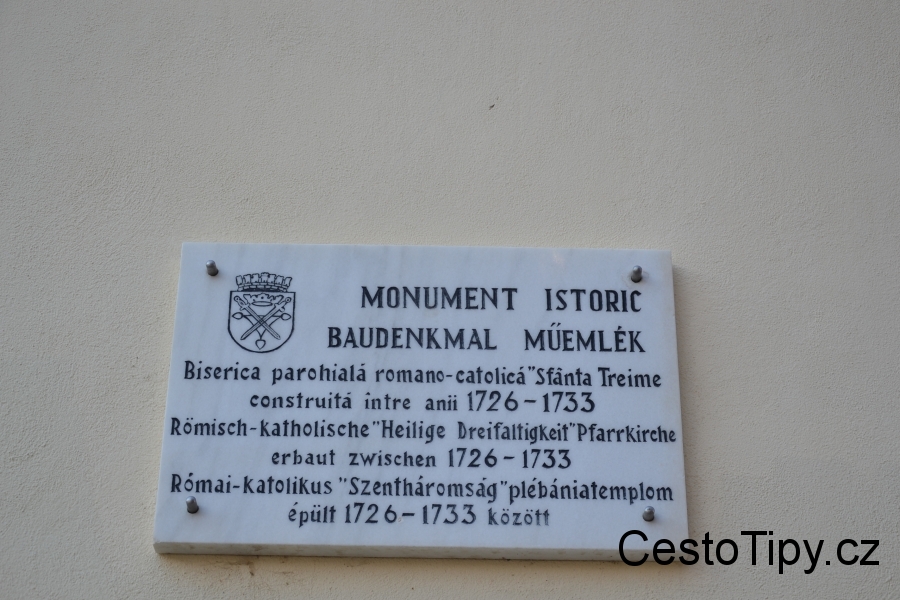 MONUMENT ISTORIC
BAUDENKMAL MŰEMLÉK
Biserica parohială romano-catolică "Sfânta Treime
construită intre anii 1726-1733
Römisch-katholische "Heilige Dreifaltigkeit" Pfarrkirche
erbaut zwischen 1726-1733
Római-katolikus "Szentháromság" plébániatemplom
épült 1726-1733 között
CestoTipy.cz